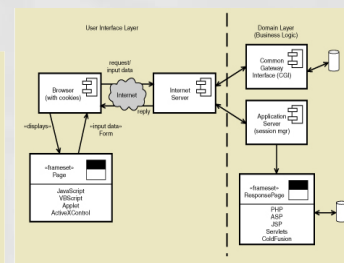 User Interface Layer
Domain Layer
(Business Logic)
request/
input data
Browser
(with cookies)
Internet
Internet
Server
reply
Common
Gateway
Interface (CGI)
Application
Server
(session mgr)
«displays»
«input data»
Form
«frameset»
Page
JavaScript
VBScript
Applet
ActiveXControl
«frameset»
ResponsePage
PHP
ASP
JSP
Servlets
ColdFusion